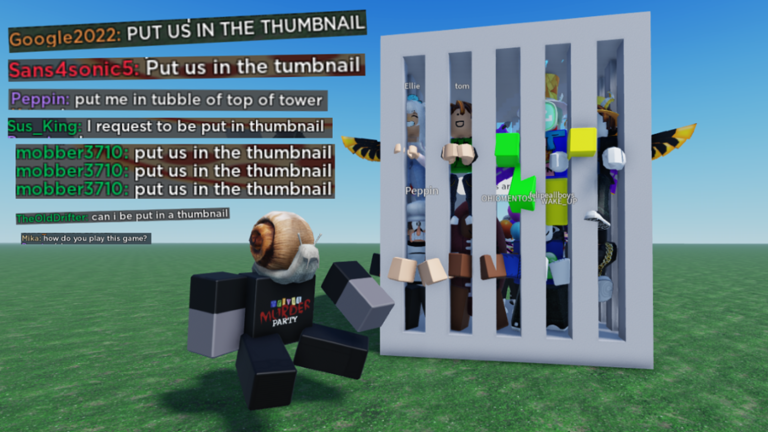 Google2022: PUT US IN THE THUMBNAIL
Sans4sonic5: Put us in the tumbnail
Peppin: put me in tubble of top of tower
Sus_King: I request to be put in thumbnail
mobber3710: put us in the thumbnail
mobber3710: put us in the thumbnail
mobber3710: put us in the thumbnail
TheOldDrifter: can i be put in a thumbnail
Mika: how do you play this game?
Ellie
tom
Peppin
MURDER
PARTY